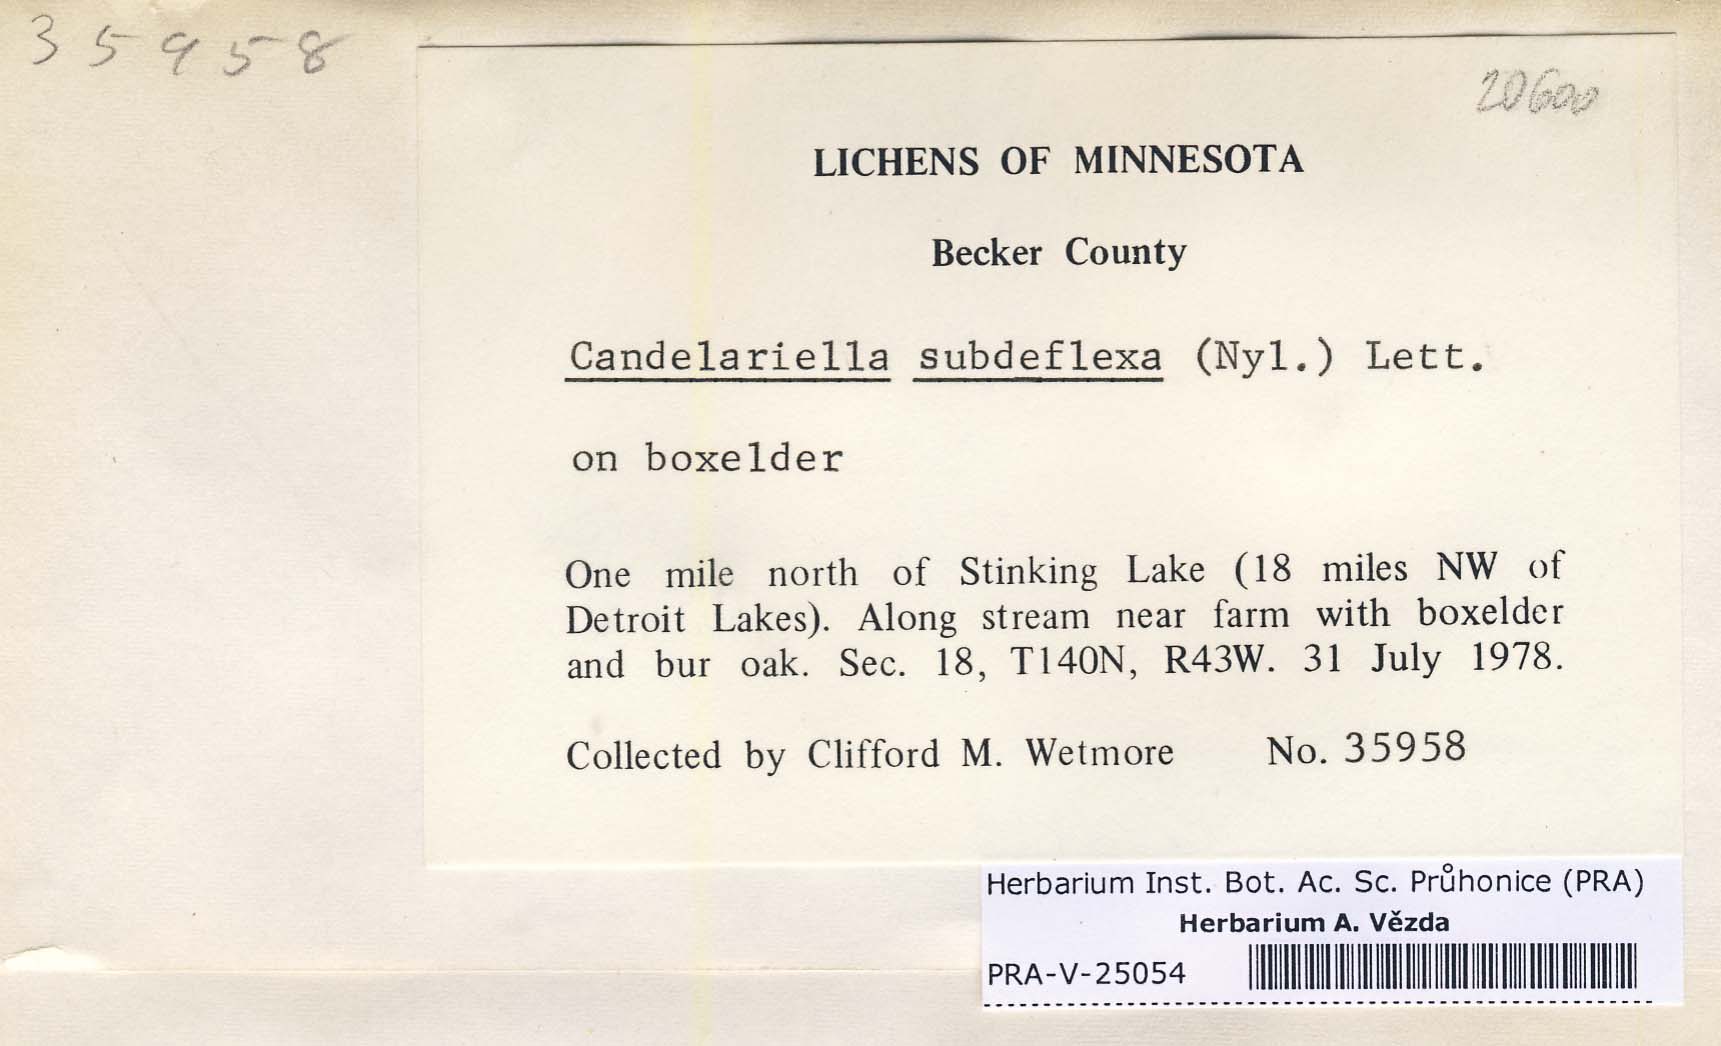 35958
20600
LICHENS OF MINNESOTA
Becker County
Candelariella subdeflexa (Nyl.) Lett.
on boxelder
One mile north of Stinking Lake (18 miles NW of
Detroit Lakes). Along stream near farm with boxelder
and bur oak. Sec. 18, T140N, R43W. 31 July 1978.
Collected by Clifford M. Wetmore No. 35958
Herbarium Inst. Bot. Ac. Sc. Průhonice (PRA)
Herbarium A. Vězda
PRA-V-25054